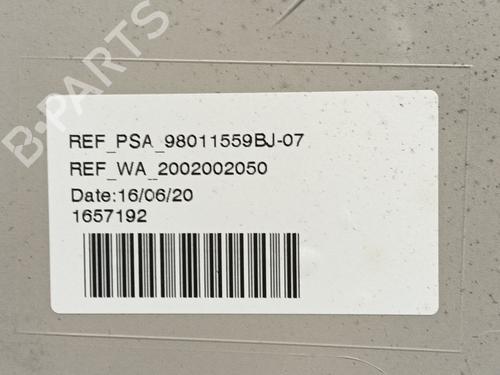 B-PARTS
REF_PSA_98011559BJ-07
REF_WA_2002002050
Date:16/06/20
1657192